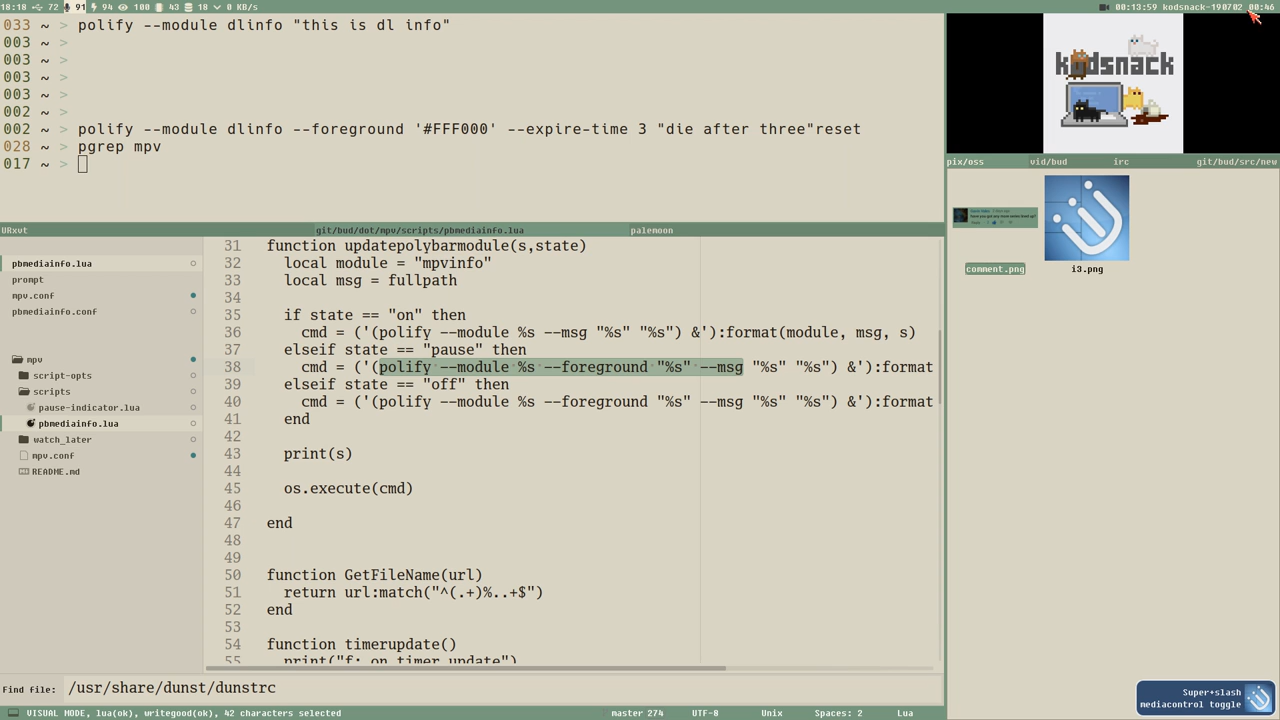 18:18 72 91 94 100 43 18 0 KB/s
00:13:59 kodsnack-190702 00:46
033 ~ > polify --module dlinfo "this is dl info"
003 ~ >
003 ~ >
003 ~ >
003 ~ >
002 ~ >
002 ~ > polify --module dlinfo --foreground '#FFF000' --expire-time 3 "die after three"reset
028 ~ > pgrep mpv
017 ~ >
kodsnack
pix/oss vid/bud irc git/bud/src/new
comment.png
i3.png
URxvt git/bud/dot/mpv/scripts/pbmediainfo.lua palemoon
pbmediainfo.lua
prompt
mpv.conf
pbmediainfo.conf
mpv
script-opts
scripts
pause-indicator.lua
pbmediainfo.lua
watch_later
mpv.conf
README.md
31 function updatepolybarmodule(s,state)
32 local module = "mpvinfo"
33 local msg = fullpath
34
35 if state == "on" then
36 cmd = ('(polify --module %s --msg "%s" "%s") &'):format(module, msg, s)
37 elseif state == "pause" then
38 cmd = ('(polify --module %s --foreground "%s" --msg "%s" "%s") &'):format
39 elseif state == "off" then
40 cmd = ('(polify --module %s --foreground "%s" --msg "%s" "%s") &'):format
41 end
42
43 print(s)
44
45 os.execute(cmd)
46
47 end
48
49
50 function GetFileName(url)
51 return url:match("^(.+)%..+$")
52 end
53
54 function timerupdate()
55 print("f: on timer update")
Find file: /usr/share/dunst/dunstrc
VISUAL MODE, lua(ok), writegood(ok), 42 characters selected master 274 UTF-8 Unix Spaces: 2 Lua
Super+slash
mediacontrol toggle